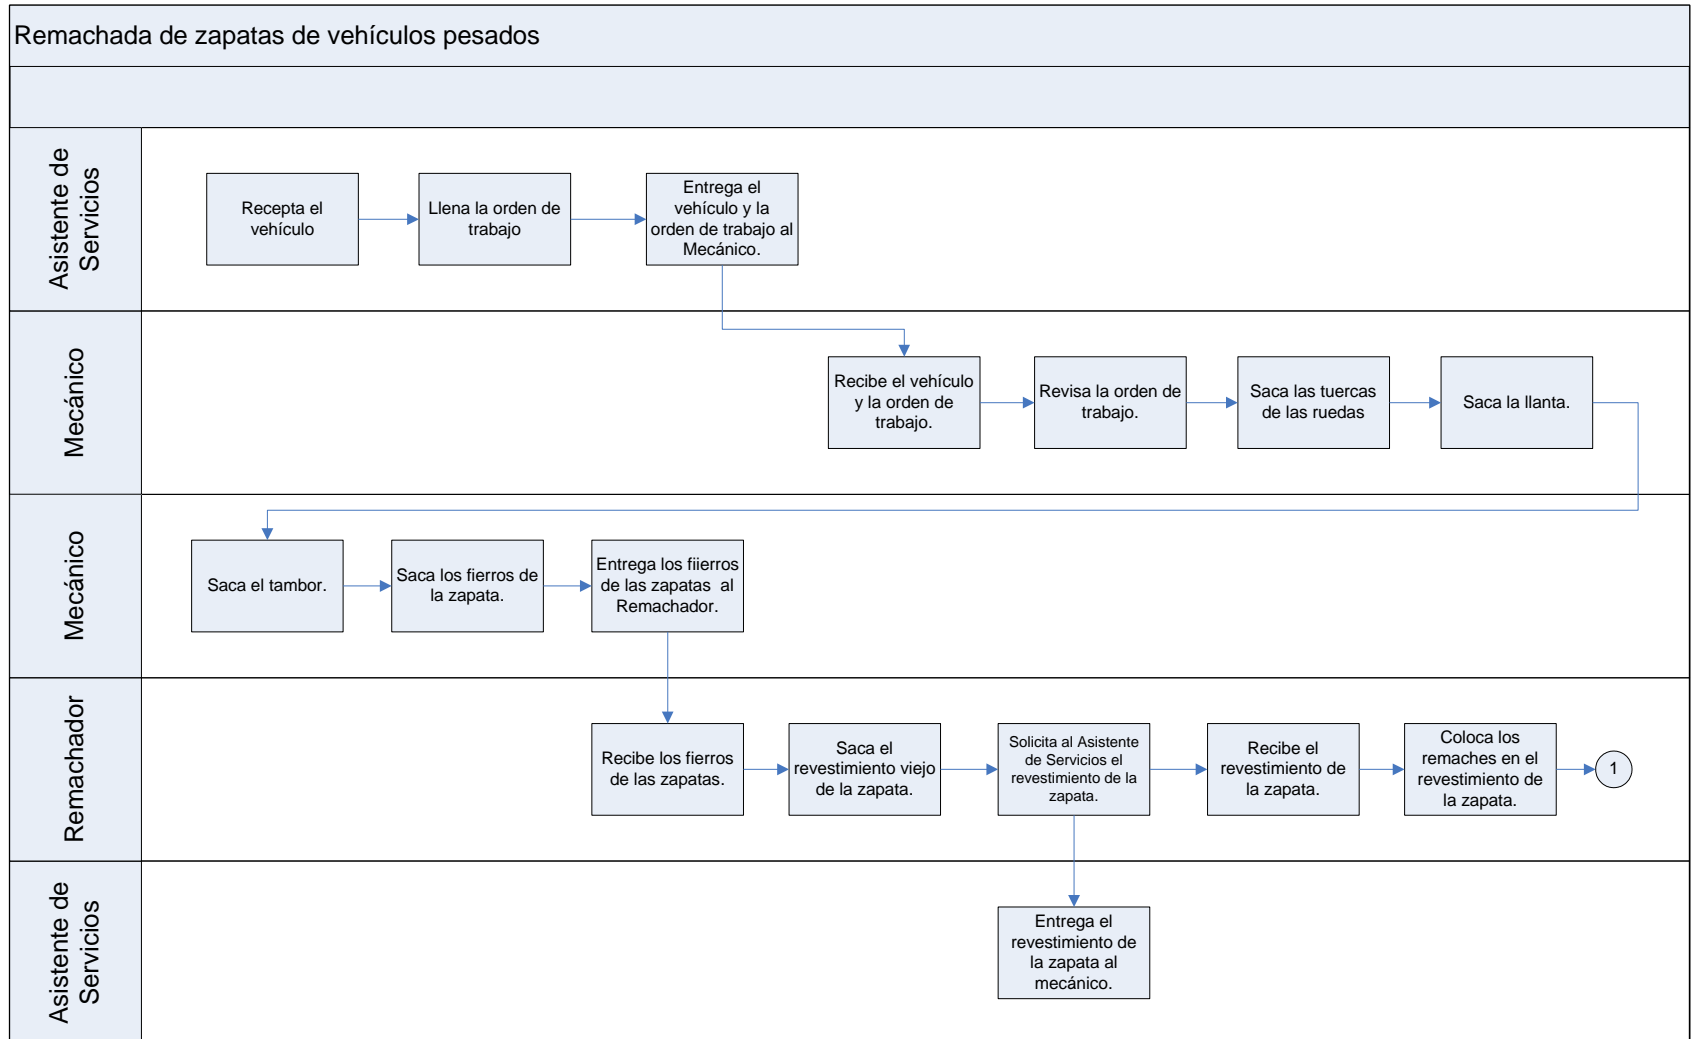 Remachada de zapatas de vehículos pesados
Asistente de
Servicios
Recepta el
vehículo
Llena la orden de
trabajo
Entrega el
vehículo y la
orden de trabajo al
Mecánico.
Mecánico
Recibe el vehículo
y la orden de
trabajo.
Revisa la orden de
trabajo.
Saca las tuercas
de las ruedas
Saca la llanta.
Mecánico
Saca el tambor.
Saca los fierros de
la zapata.
Entrega los fiierros
de las zapatas al
Remachador.
Remachador
Recibe los fierros
de las zapatas.
Saca el
revestimiento viejo
de la zapata.
Solicita al Asistente
de Servicios el
revestimiento de la
zapata.
Recibe el
revestimiento de
la zapata.
Coloca los
remaches en el
revestimiento de
la zapata.
1
Asistente de
Servicios
Entrega el
revestimiento de
la zapata al
mecánico.